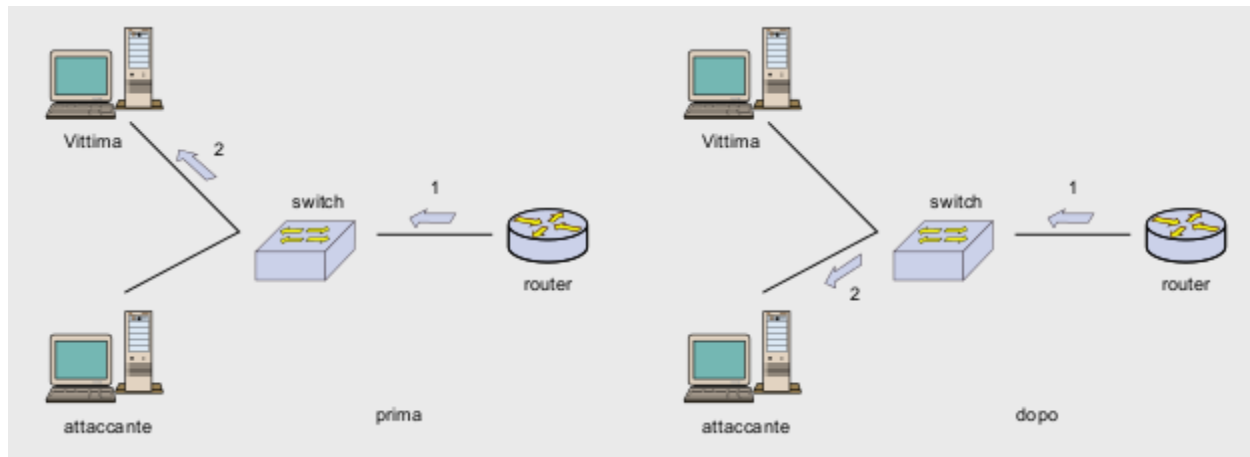 Vittima
2
switch
1
router
attaccante
prima
Vittima
switch
1
router
2
attaccante
dopo